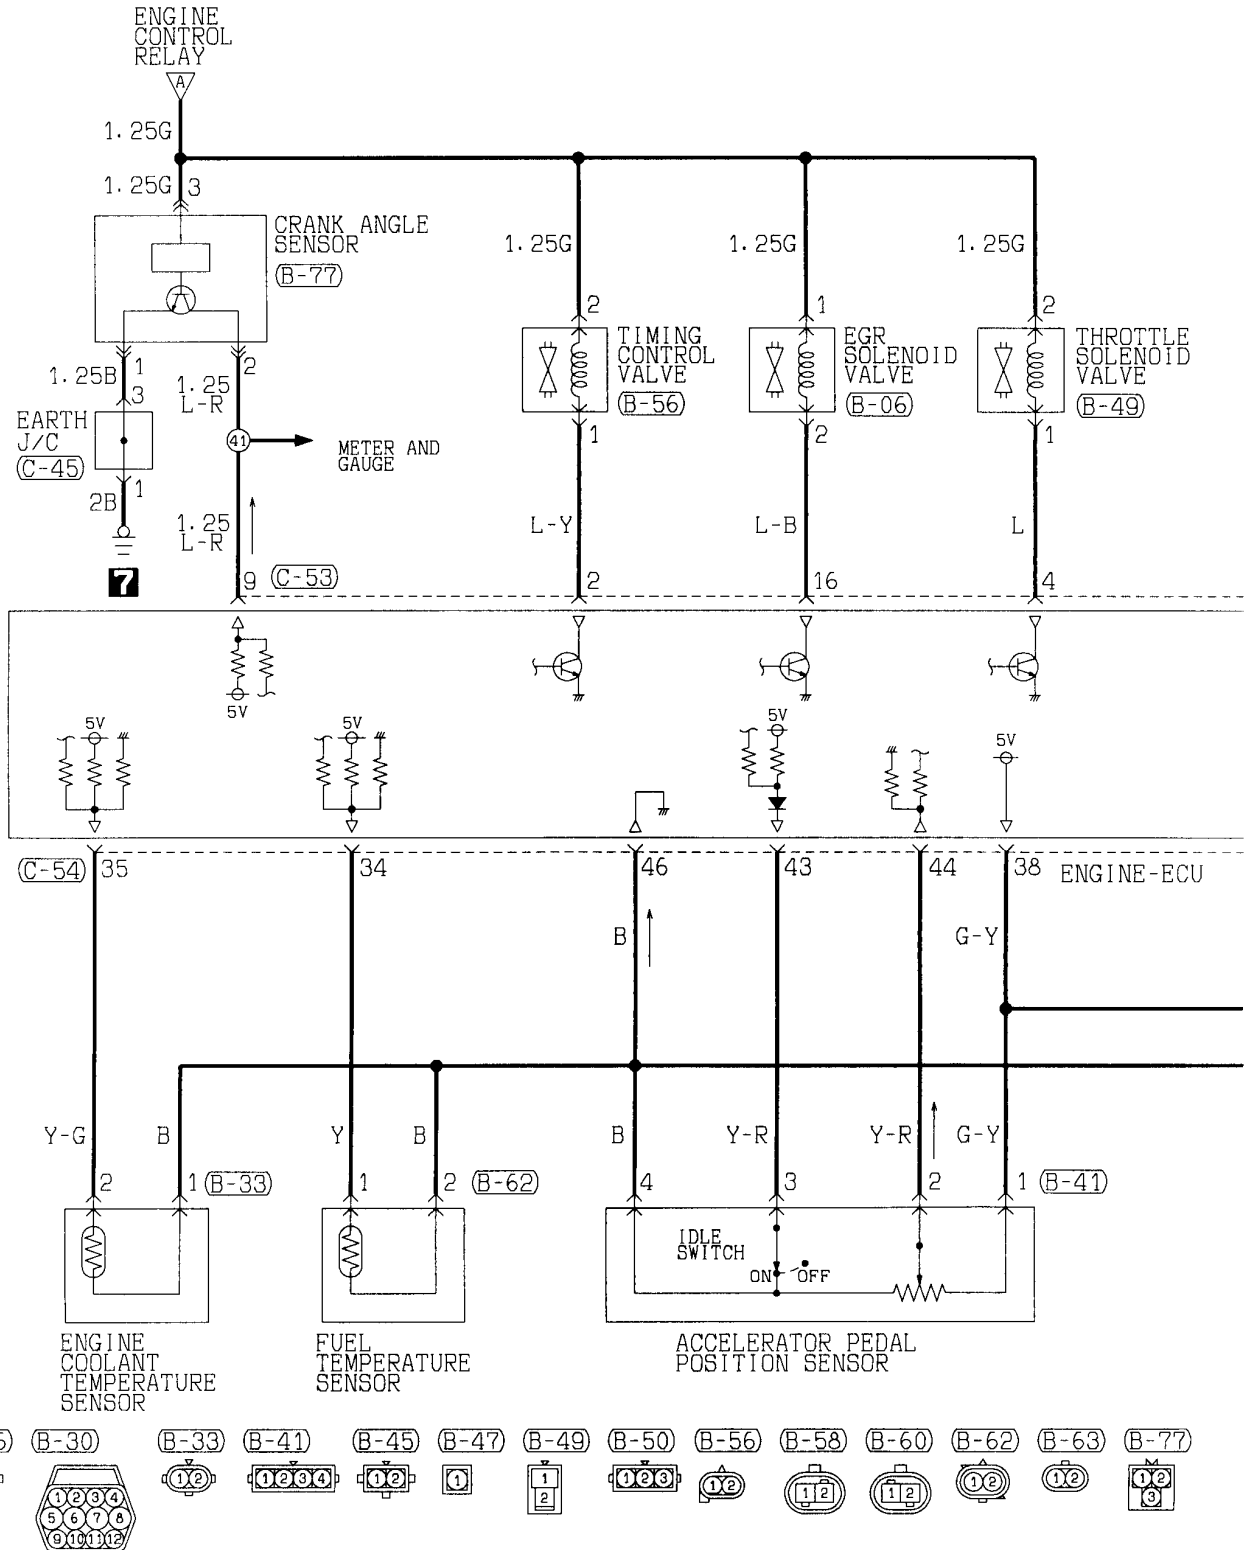 ENGINE
CONTROL
RELAY
A
1.25G
1.25G 3
CRANK ANGLE
SENSOR
(B-77)
1.25G
1.25G
1.25G
2
1
2
TIMING
CONTROL
VALVE
(B-56)
EGR
SOLENOID
VALVE
(B-06)
THROTTLE
SOLENOID
VALVE
(B-49)
1
1.25B
3
2
1.25
L-R
EARTH
J/C
(C-45)
41
METER AND
GAUGE
1
2
1
2B 1
1.25
L-R
L-Y
L-B
L
7
9 (C-53)
2
16
4
5V
5V
5V
5V
5V
(C-54) 35
34
46
43
44
38
ENGINE-ECU
B
G-Y
Y-G
B
Y
B
B
Y-R
Y-R
G-Y
2
1 (B-33)
1
2 (B-62)
4
3
2
1 (B-41)
IDLE
SWITCH
ON OFF
ENGINE
COOLANT
TEMPERATURE
SENSOR
FUEL
TEMPERATURE
SENSOR
ACCELERATOR PEDAL
POSITION SENSOR
(B-30) (B-33) (B-41) (B-45) (B-47) (B-49) (B-50) (B-56) (B-58) (B-60) (B-62) (B-63) (B-77)
1 2 3 4
5 6 7 8
9 10 11 12
1 2
1 2 3 4
1 2
1
1
2
1 2 3
1 2
1 2
1 2
1 2
1 2
1 2
3